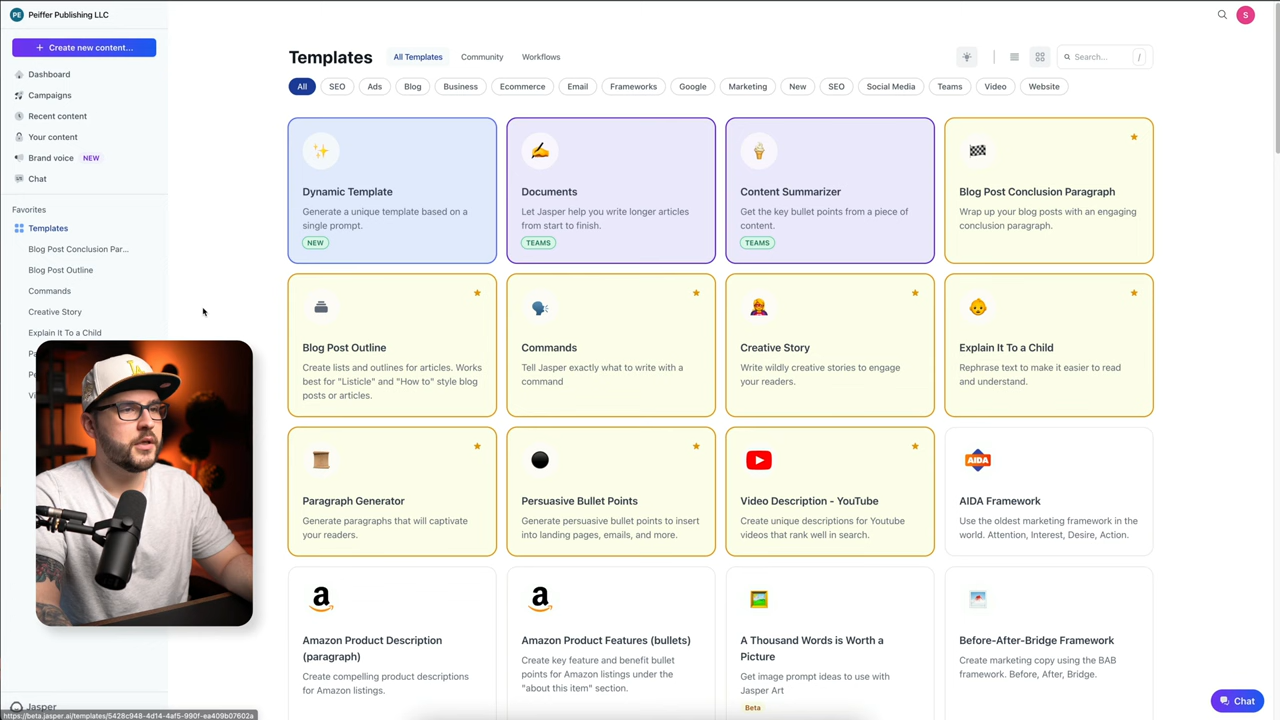 PE Peiffer Publishing LLC
S
+ Create new content...
Dashboard
Campaigns
Recent content
Your content
Brand voice NEW
Chat
Favorites
Templates
Blog Post Conclusion Par...
Blog Post Outline
Commands
Creative Story
Explain It To a Child
Jasper
https://beta.jasper.ai/templates/5428c948-4d14-4af5-990f-ea409b07602a
Templates
All Templates
Community
Workflows
Search...
/
All
SEO
Ads
Blog
Business
Ecommerce
Email
Frameworks
Google
Marketing
New
SEO
Social Media
Teams
Video
Website
Dynamic Template
Generate a unique template based on a
single prompt.
NEW
Documents
Let Jasper help you write longer articles
from start to finish.
TEAMS
Content Summarizer
Get the key bullet points from a piece of
content.
TEAMS
Blog Post Conclusion Paragraph
Wrap up your blog posts with an engaging
conclusion paragraph.
Blog Post Outline
Create lists and outlines for articles. Works
best for "Listicle" and "How to" style blog
posts or articles.
Commands
Tell Jasper exactly what to write with a
command
Creative Story
Write wildly creative stories to engage
your readers.
Explain It To a Child
Rephrase text to make it easier to read
and understand.
Paragraph Generator
Generate paragraphs that will captivate
your readers.
Persuasive Bullet Points
Generate persuasive bullet points to insert
into landing pages, emails, and more.
Video Description - YouTube
Create unique descriptions for Youtube
videos that rank well in search.
AIDA
AIDA Framework
Use the oldest marketing framework in the
world. Attention, Interest, Desire, Action.
a
Amazon Product Description
(paragraph)
Create compelling product descriptions
for Amazon listings.
a
Amazon Product Features (bullets)
Create key feature and benefit bullet
points for Amazon listings under the
"about this item" section.
A Thousand Words is Worth a
Picture
Get image prompt ideas to use with
Jasper Art
Beta
Before-After-Bridge Framework
Create marketing copy using the BAB
framework. Before, After, Bridge.
Chat